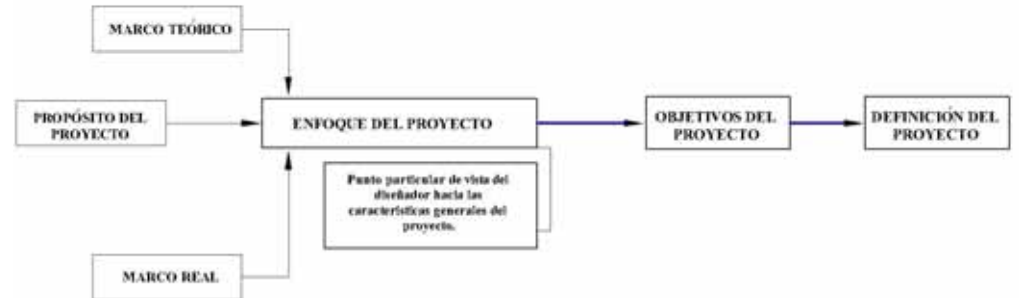 MARCO TEÓRICO
PROPÓSITO DEL
PROYECTO
ENFOQUE DEL PROYECTO
OBJETIVOS DEL
PROYECTO
DEFINICIÓN DEL
PROYECTO
Punto particular de vista del
diseñador hacia las
características generales del
proyecto.
MARCO REAL